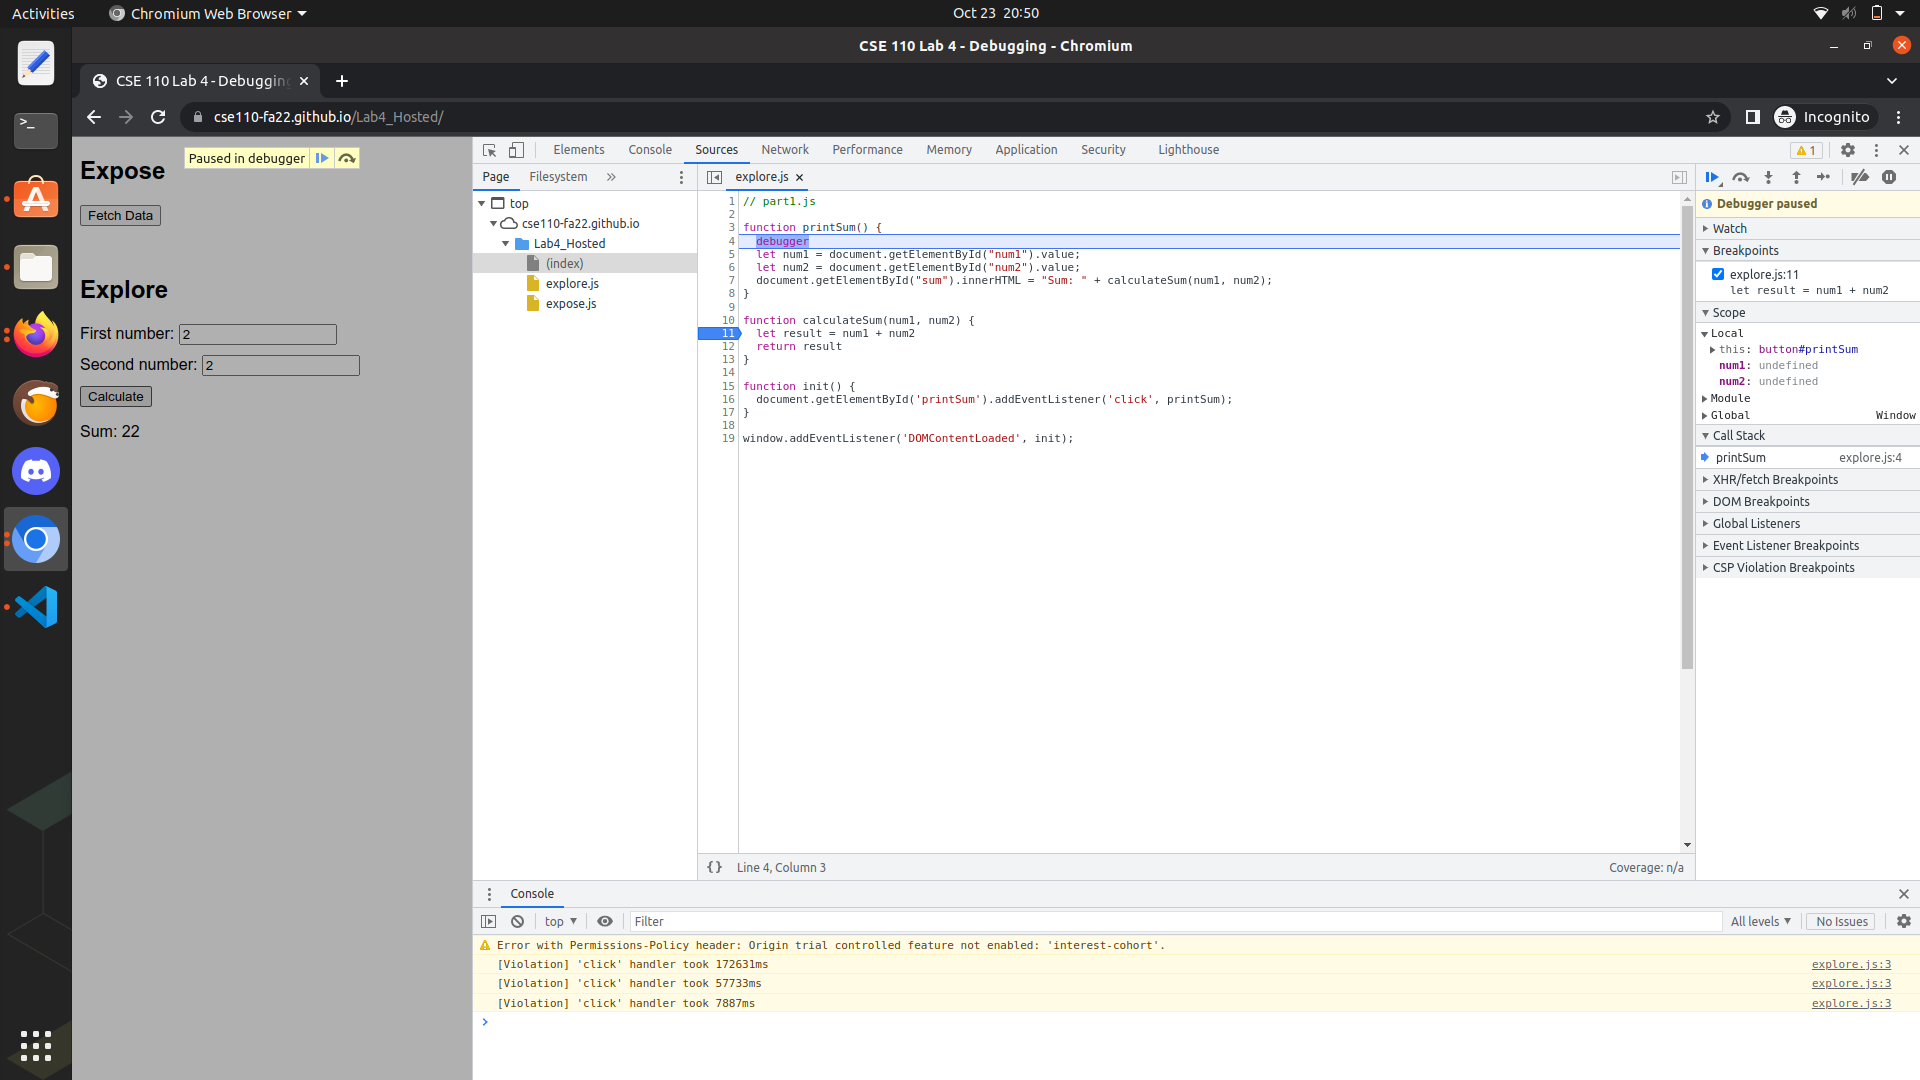 Activities
Chromium Web Browser
Oct 23 20:50
CSE 110 Lab 4 - Debugging - Chromium
CSE 110 Lab 4 - Debugging
cse110-fa22.github.io/Lab4_Hosted/
Incognito
Expose
Paused in debugger
Fetch Data
Explore
First number: 2
Second number: 2
Calculate
Sum: 22
Elements
Console
Sources
Network
Performance
Memory
Application
Security
Lighthouse
1
Page
Filesystem
top
cse110-fa22.github.io
Lab4_Hosted
(index)
explore.js
expose.js
explore.js
1 // part1.js
2
3 function printSum() {
4 debugger
5 let num1 = document.getElementById("num1").value;
6 let num2 = document.getElementById("num2").value;
7 document.getElementById("sum").innerHTML = "Sum: " + calculateSum(num1, num2);
8 }
9
10 function calculateSum(num1, num2) {
11 let result = num1 + num2
12 return result
13 }
14
15 function init() {
16 document.getElementById('printSum').addEventListener('click', printSum);
17 }
18
19 window.addEventListener('DOMContentLoaded', init);
{ } Line 4, Column 3
Coverage: n/a
Debugger paused
Watch
Breakpoints
explore.js:11
let result = num1 + num2
Scope
Local
this: button#printSum
num1: undefined
num2: undefined
Module
Global Window
Call Stack
printSum explore.js:4
XHR/fetch Breakpoints
DOM Breakpoints
Global Listeners
Event Listener Breakpoints
CSP Violation Breakpoints
Console
top
Filter
All levels
No Issues
Error with Permissions-Policy header: Origin trial controlled feature not enabled: 'interest-cohort'.
[Violation] 'click' handler took 172631ms explore.js:3
[Violation] 'click' handler took 57733ms explore.js:3
[Violation] 'click' handler took 7887ms explore.js:3